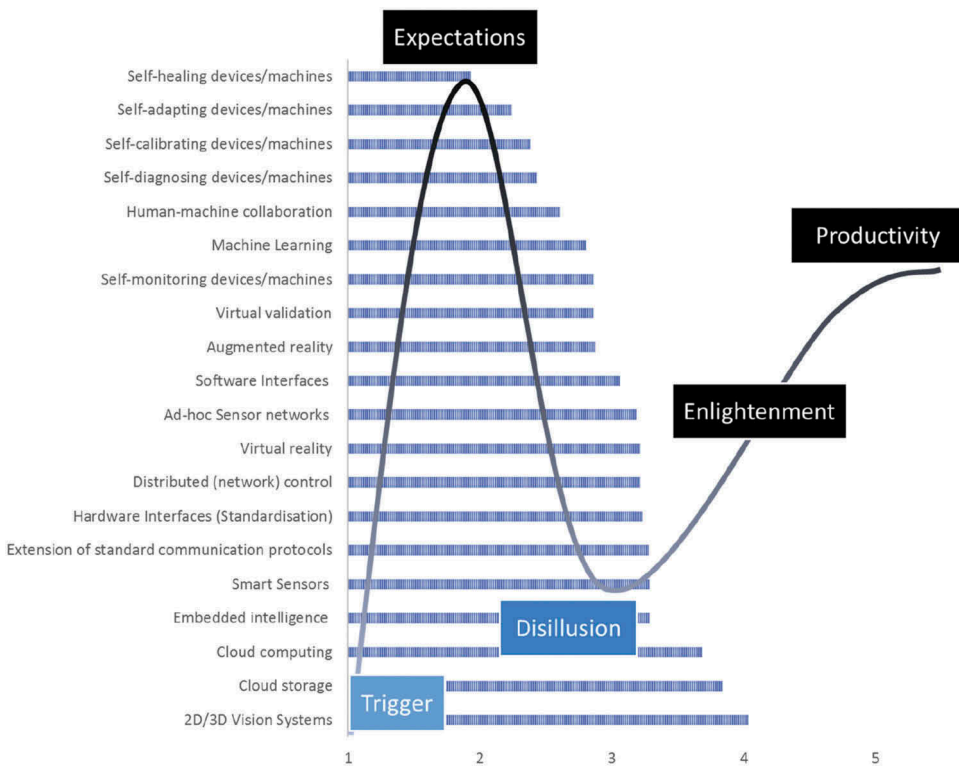 Expectations
Self-healing devices/machines
Self-adapting devices/machines
Self-calibrating devices/machines
Self-diagnosing devices/machines
Human-machine collaboration
Productivity
Machine Learning
Self-monitoring devices/machines
Virtual validation
Augmented reality
Software Interfaces
Ad-hoc Sensor networks
Enlightenment
Virtual reality
Distributed (network) control
Hardware Interfaces (Standardisation)
Extension of standard communication protocols
Smart Sensors
Embedded intelligence
Disillusion
Cloud computing
Cloud storage
Trigger
2D/3D Vision Systems
1 2 3 4 5